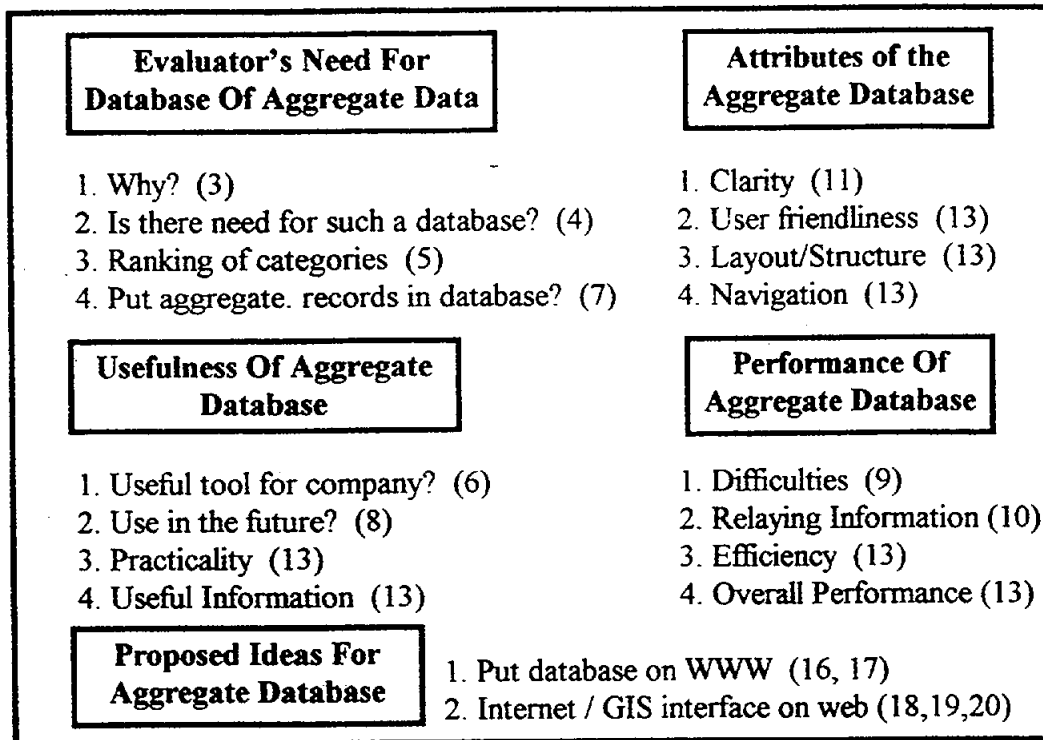 Evaluator's Need For
Database Of Aggregate Data
1. Why? (3)
2. Is there need for such a database? (4)
3. Ranking of categories (5)
4. Put aggregate. records in database? (7)
Attributes of the
Aggregate Database
1. Clarity (11)
2. User friendliness (13)
3. Layout/Structure (13)
4. Navigation (13)
Usefulness Of Aggregate
Database
1. Useful tool for company? (6)
2. Use in the future? (8)
3. Practicality (13)
4. Useful Information (13)
Performance Of
Aggregate Database
1. Difficulties (9)
2. Relaying Information (10)
3. Efficiency (13)
4. Overall Performance (13)
Proposed Ideas For
Aggregate Database
1. Put database on WWW (16, 17)
2. Internet / GIS interface on web (18,19,20)